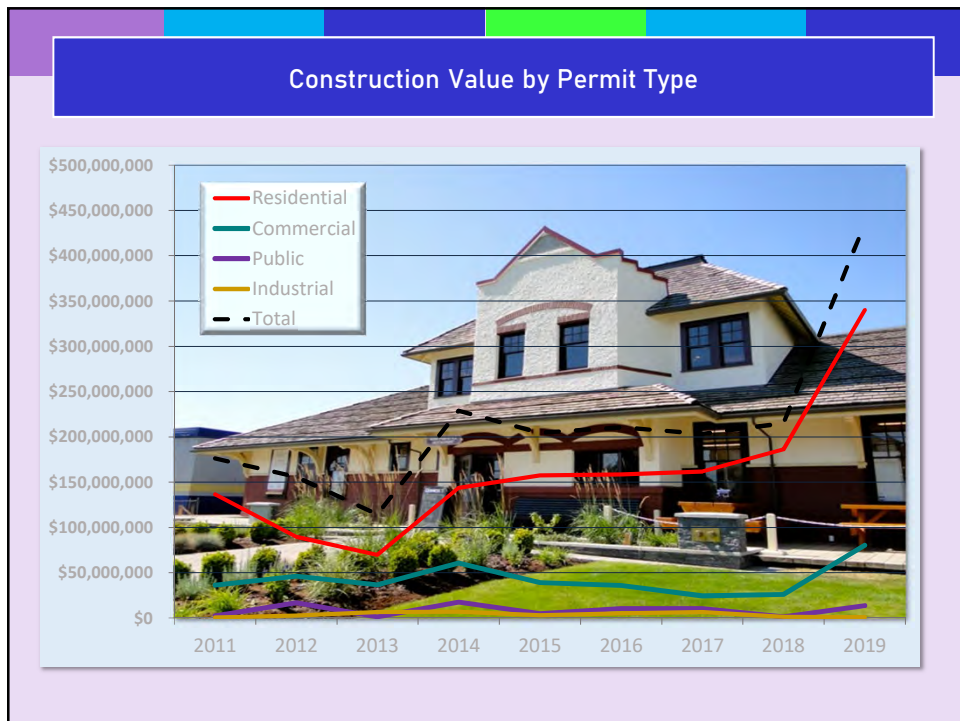 Construction Value by Permit Type
$500,000,000
$450,000,000
$400,000,000
$350,000,000
$300,000,000
$250,000,000
$200,000,000
$150,000,000
$100,000,000
$50,000,000
$0
Residential
Commercial
Public
Industrial
Total
2011 2012 2013 2014 2015 2016 2017 2018 2019